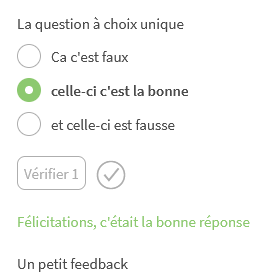 La question à choix unique
Ca c'est faux
celle-ci c'est la bonne
et celle-ci est fausse
Vérifier 1
Félicitations, c'était la bonne réponse
Un petit feedback